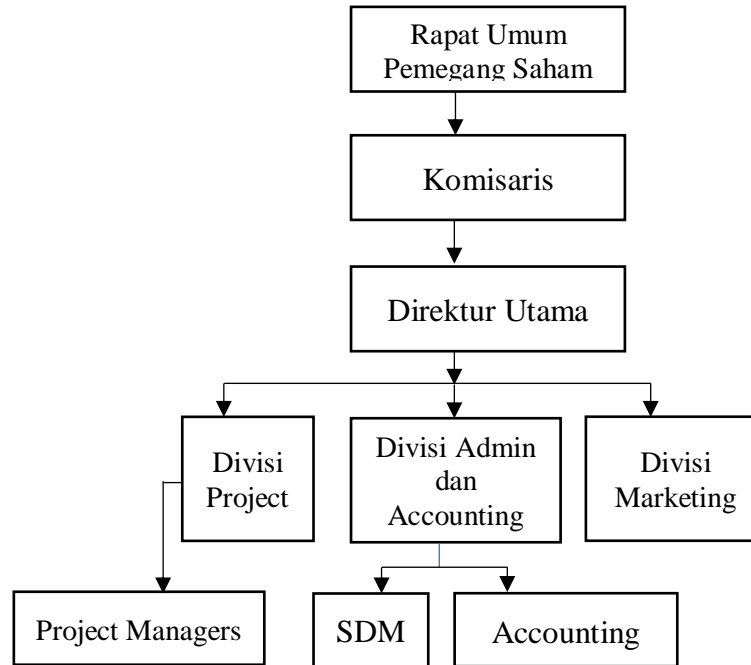 Rapat Umum
Pemegang Saham
Komisaris
Direktur Utama
Divisi
Project
Divisi Admin
dan
Accounting
Divisi
Marketing
Project Managers
SDM
Accounting